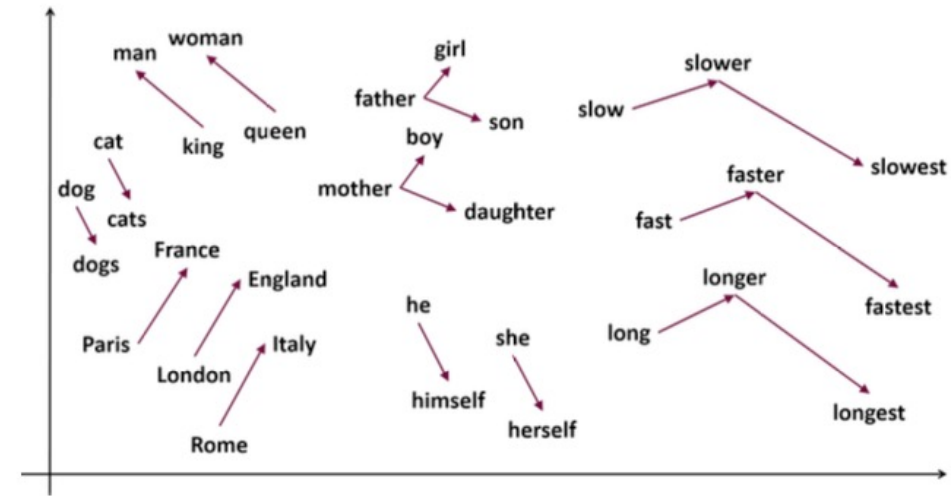 man
woman
king
queen
cat
cats
dog
dogs
France
Paris
England
London
Italy
Rome
father
girl
son
mother
boy
daughter
he
himself
she
herself
slow
slower
slowest
fast
faster
fastest
long
longer
longest